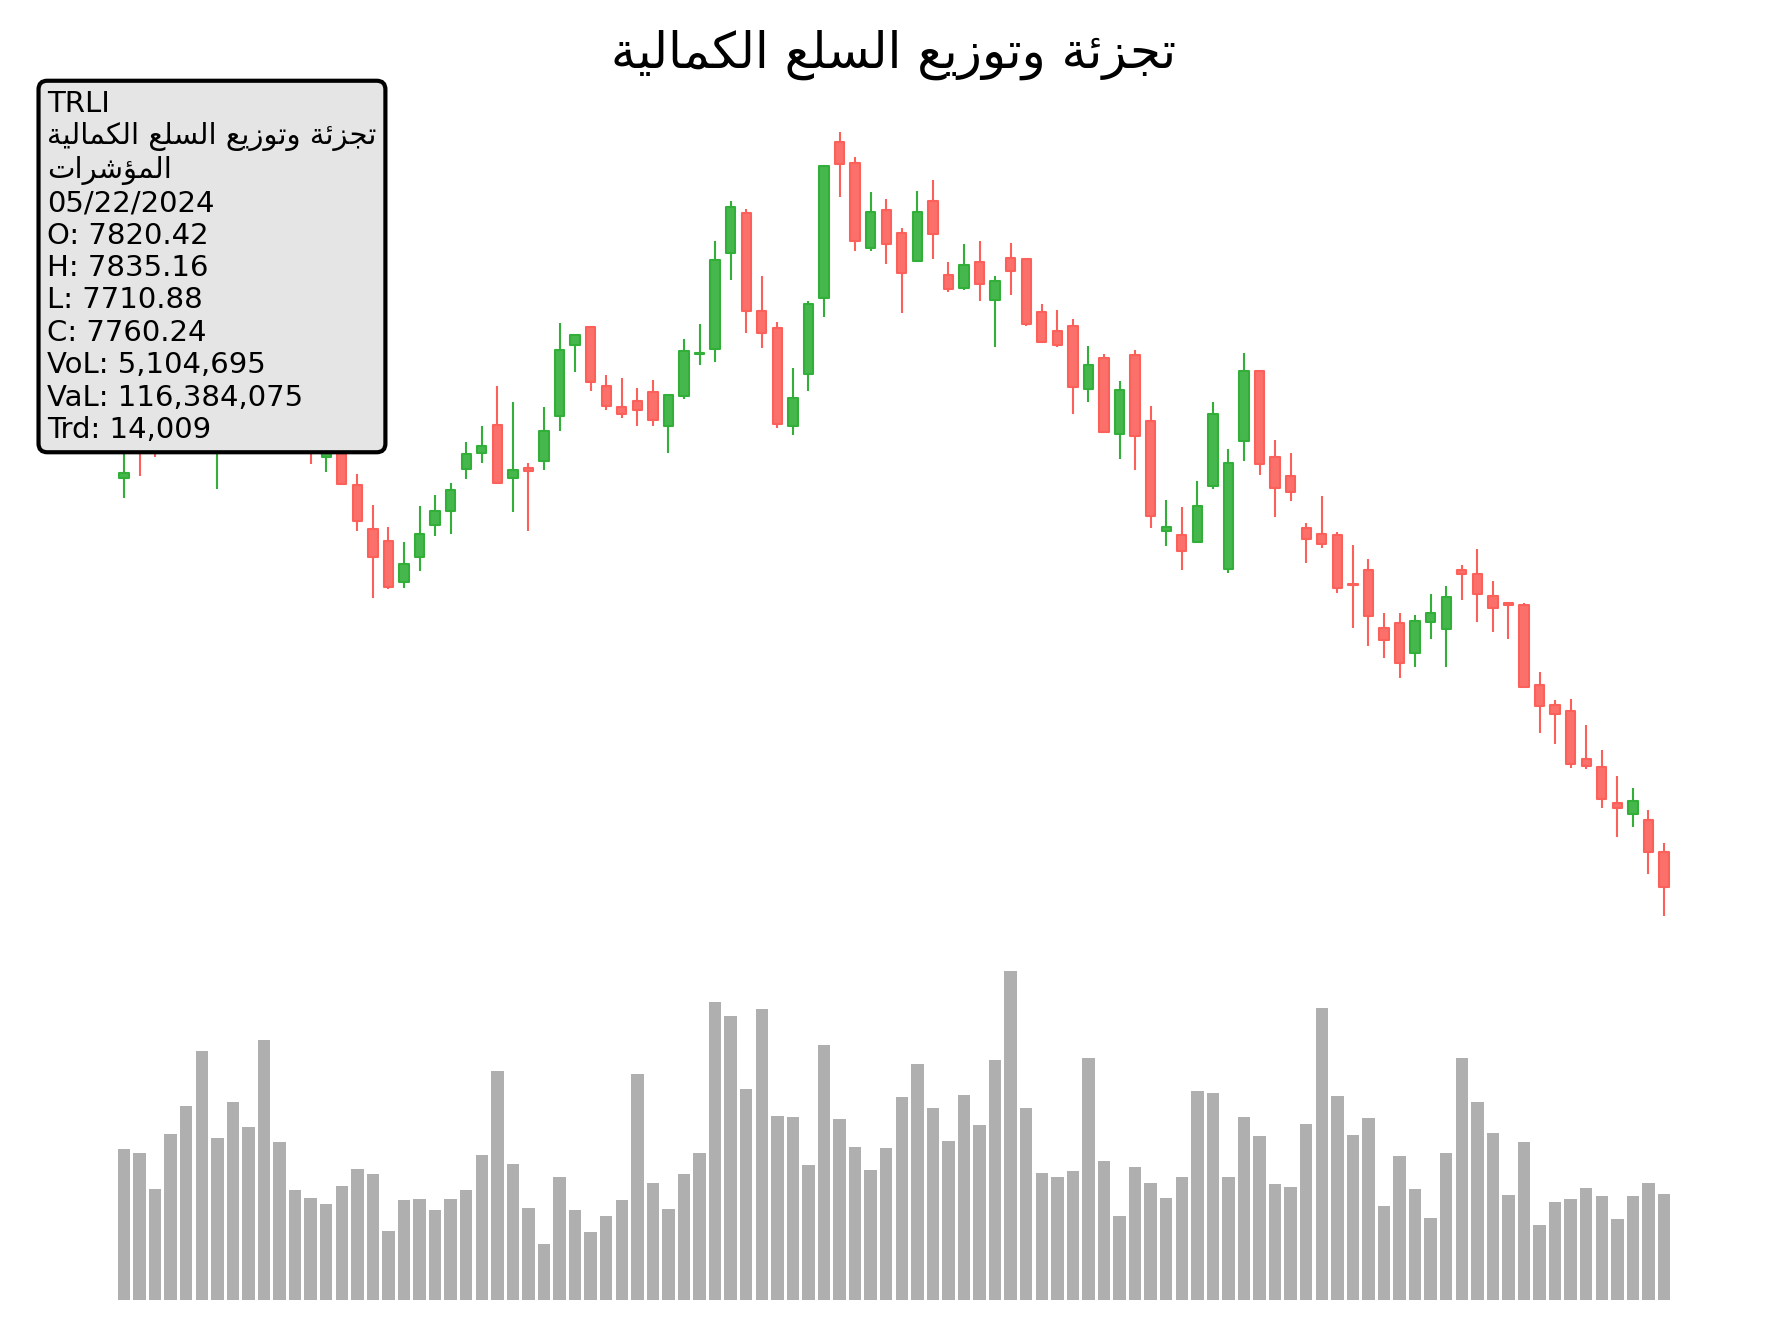 تجزئة وتوزيع السلع الكمالية
TRLI
تجزئة وتوزيع السلع الكمالية
المؤشرات
05/22/2024
O: 7820.42
H: 7835.16
L: 7710.88
C: 7760.24
VoL: 5,104,695
VaL: 116,384,075
Trd: 14,009